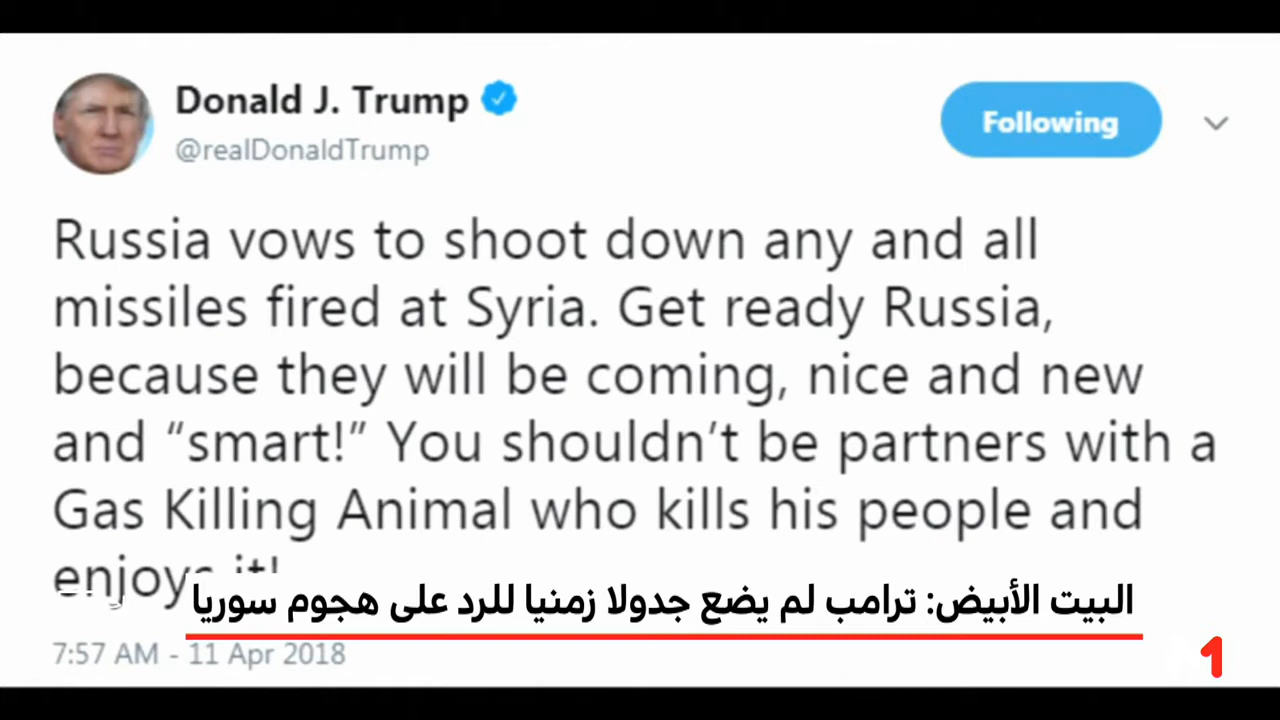 Donald J. Trump
@realDonaldTrump
Following
Russia vows to shoot down any and all
missiles fired at Syria. Get ready Russia,
because they will be coming, nice and new
and “smart!” You shouldn’t be partners with a
Gas Killing Animal who kills his people and
enjoys it!
البيت الأبيض: ترامب لم يضع جدولا زمنيا للرد على هجوم سوريا
7:57 AM - 11 Apr 2018
1